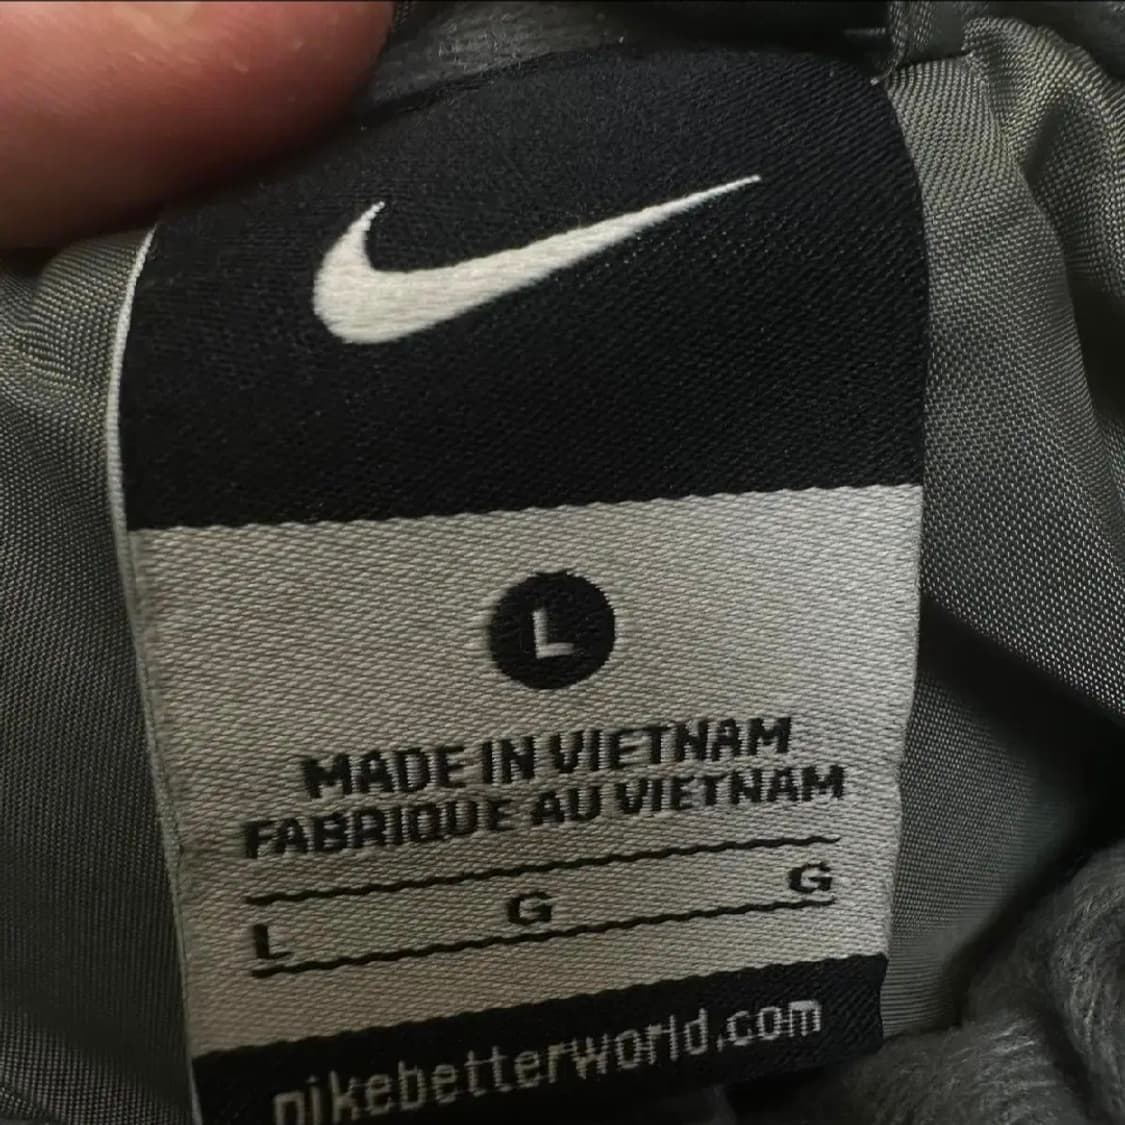 L
MADE IN VIETNAM
FABRIQUE AU VIETNAM
L G G
nikebetterworld.com